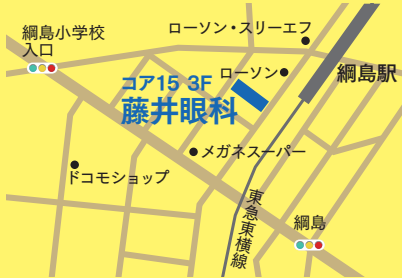 綱島小学校
入口
ローソン・スリーエフ
コア15 3F
藤井眼科
ローソン
綱島駅
メガネスーパー
ドコモショップ
東急東横線
綱島